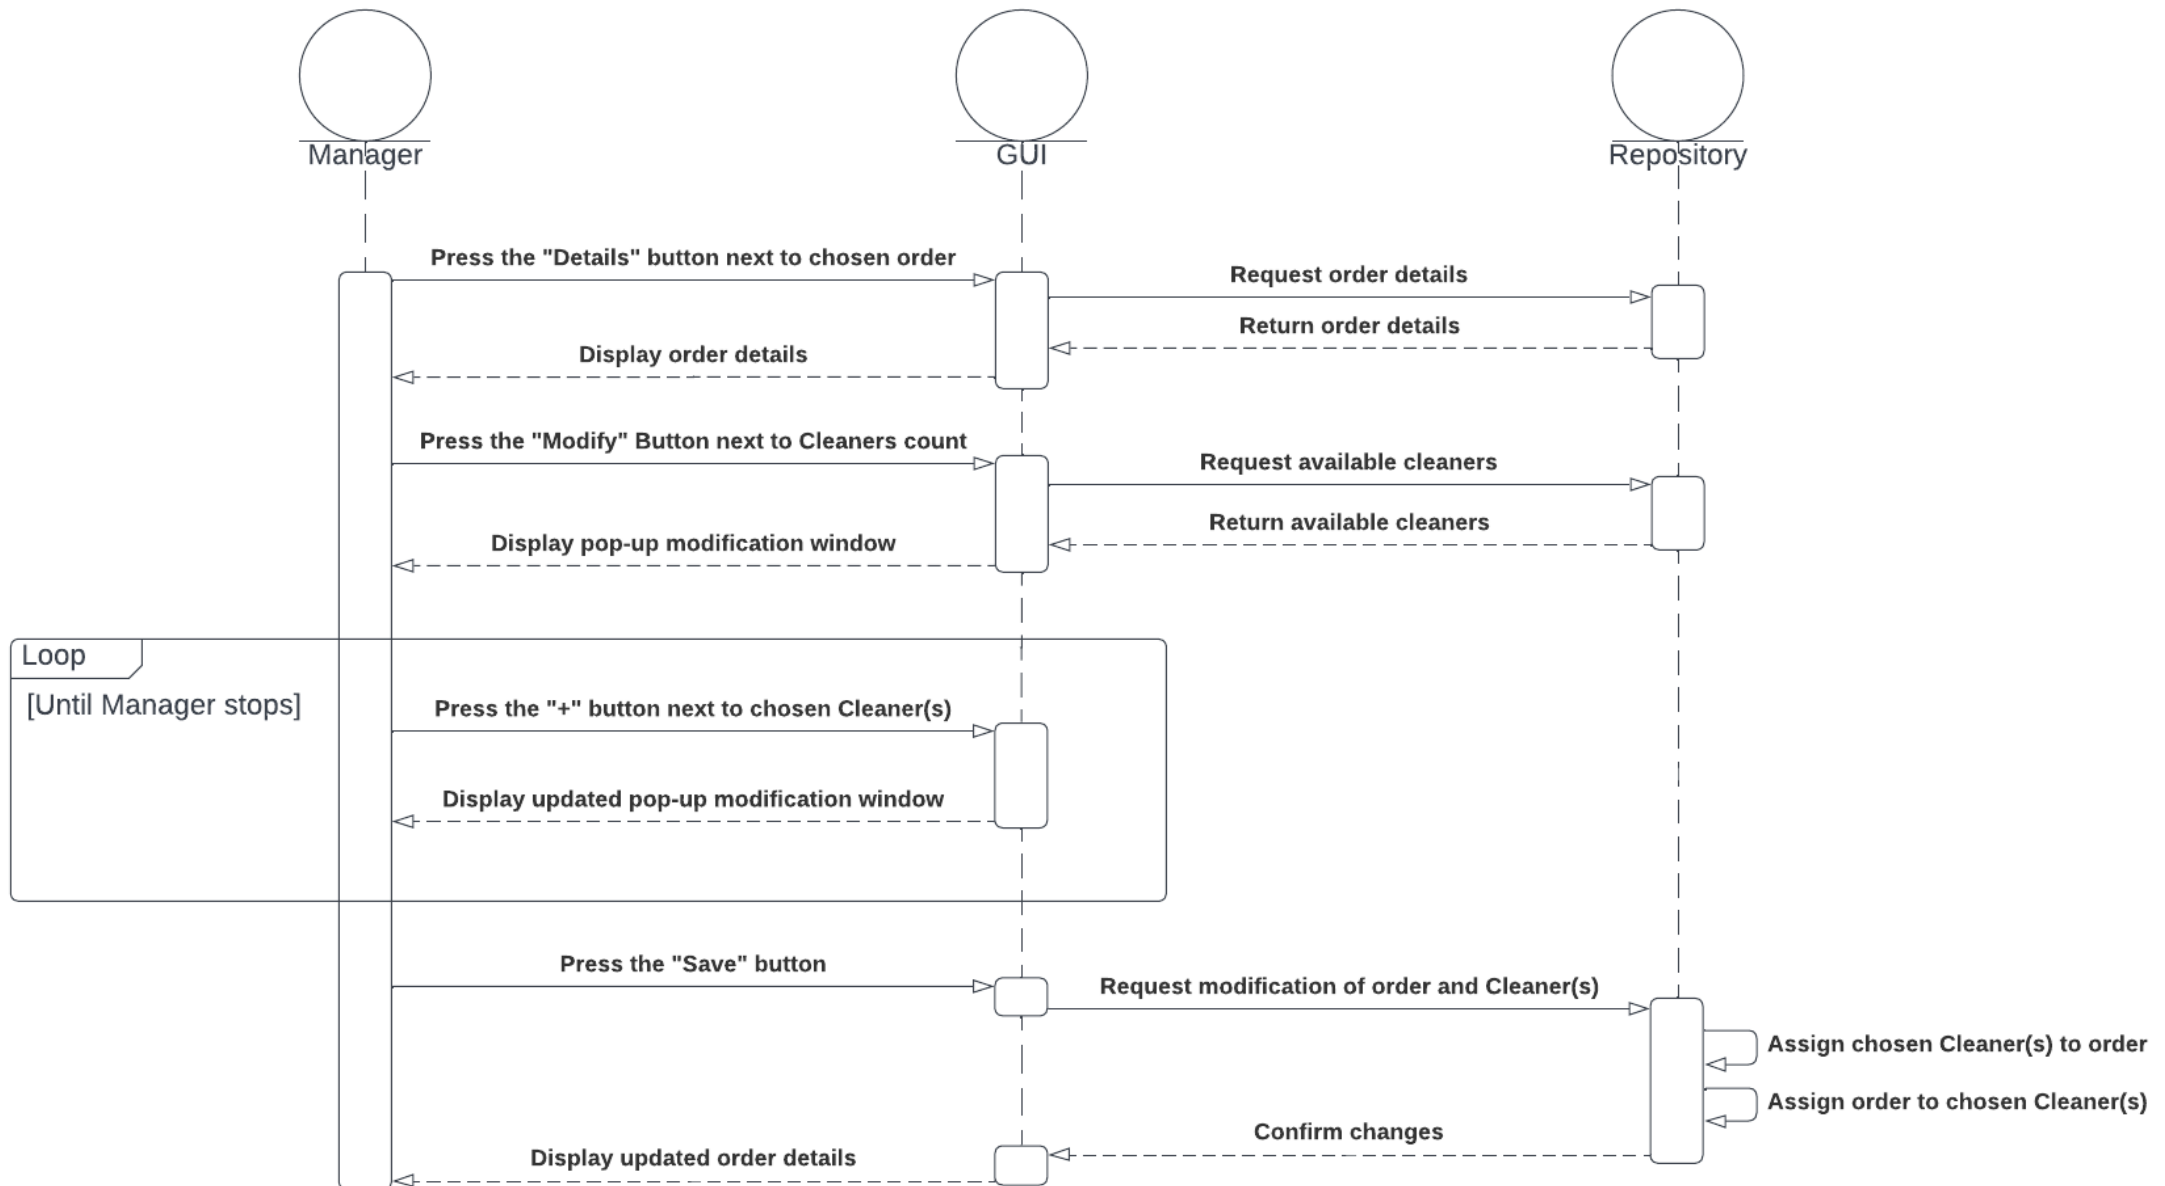 Manager
GUI
Repository
Press the "Details" button next to chosen order
Request order details
Return order details
Display order details
Press the "Modify" Button next to Cleaners count
Request available cleaners
Return available cleaners
Display pop-up modification window
Loop
[Until Manager stops]
Press the "+" button next to chosen Cleaner(s)
Display updated pop-up modification window
Press the "Save" button
Request modification of order and Cleaner(s)
Assign chosen Cleaner(s) to order
Assign order to chosen Cleaner(s)
Confirm changes
Display updated order details